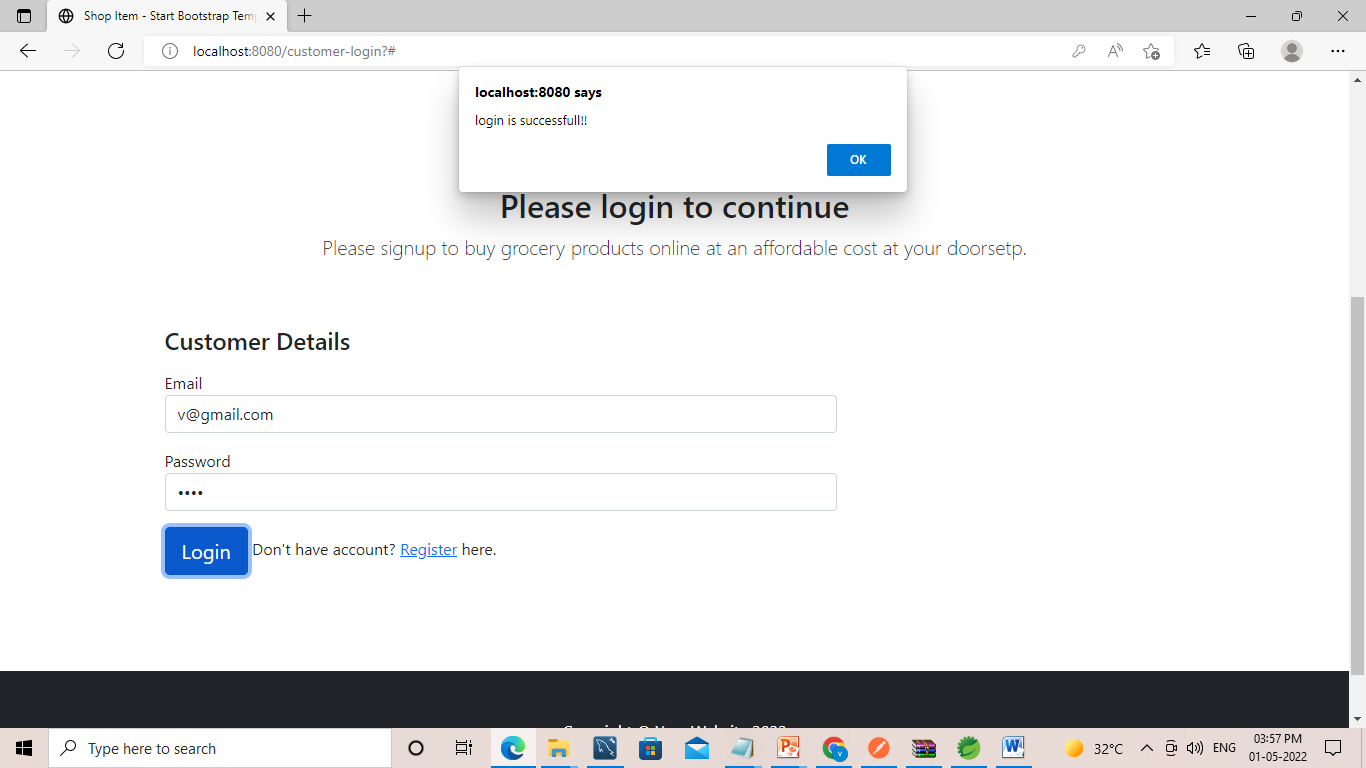 Shop Item - Start Bootstrap Tem
localhost:8080/customer-login?#
localhost:8080 says
login is successfull!!
OK
Please login to continue
Please signup to buy grocery products online at an affordable cost at your doorsetp.
Customer Details
Email
v@gmail.com
Password
••••
Login Don't have account? Register here.
Type here to search
32°C
ENG
03:57 PM
01-05-2022